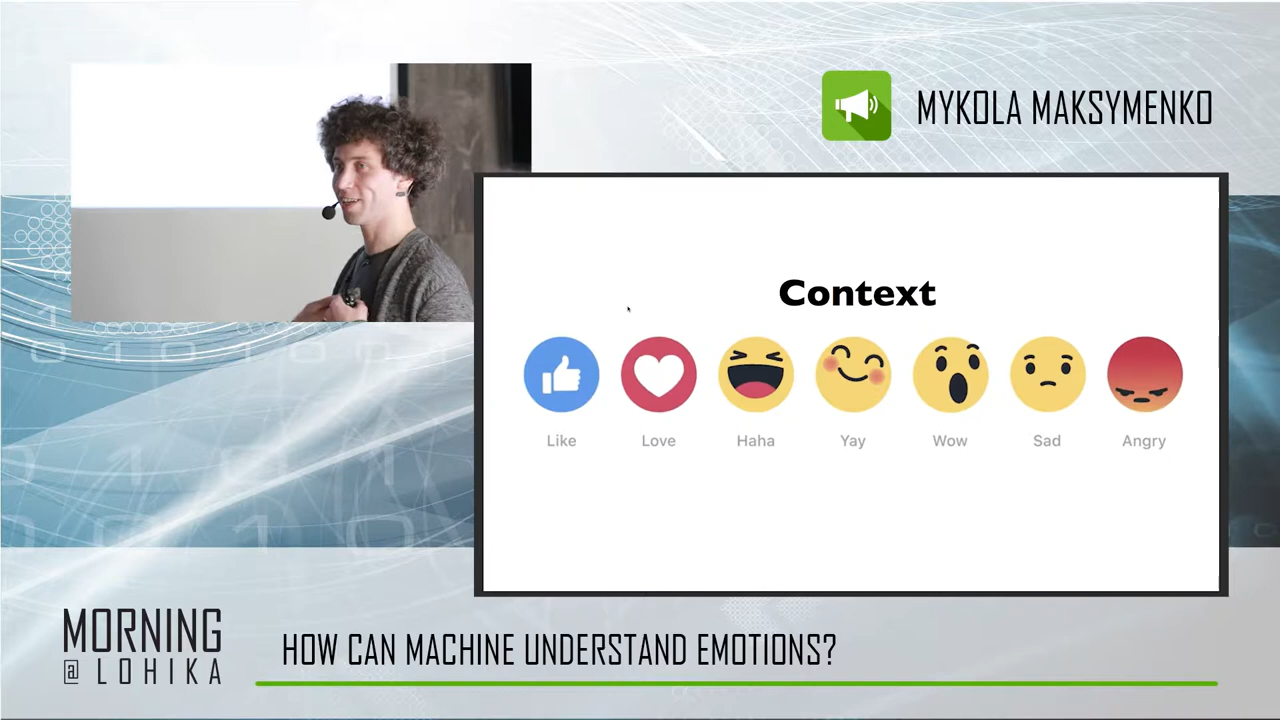 MYKOLA MAKSYMENKO
Context
Like Love Haha Yay Wow Sad Angry
MORNING
@ LOHIKA
HOW CAN MACHINE UNDERSTAND EMOTIONS?